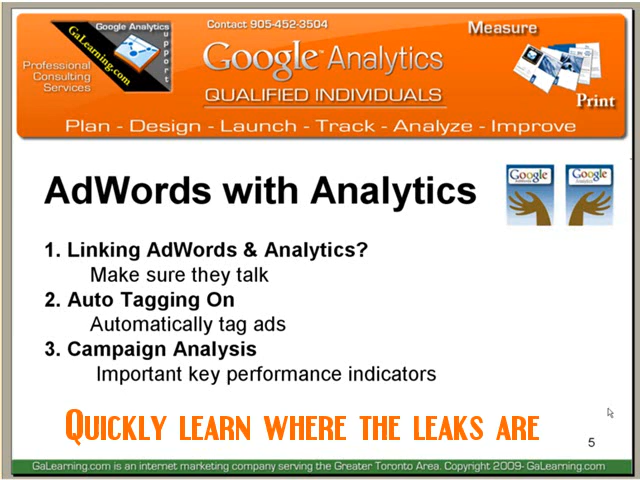 Google Analytics
Support
GaLearning.com
Professional
Consulting
Services
Contact 905-452-3504
Google Analytics
QUALIFIED INDIVIDUALS
Measure
Print
Plan - Design - Launch - Track - Analyze - Improve
AdWords with Analytics
Google
Google
1. Linking AdWords & Analytics?
Make sure they talk
2. Auto Tagging On
Automatically tag ads
3. Campaign Analysis
Important key performance indicators
Quickly learn where the leaks are
5
GaLearning.com is an internet marketing company serving the Greater Toronto Area. Copyright 2009- GaLearning.com